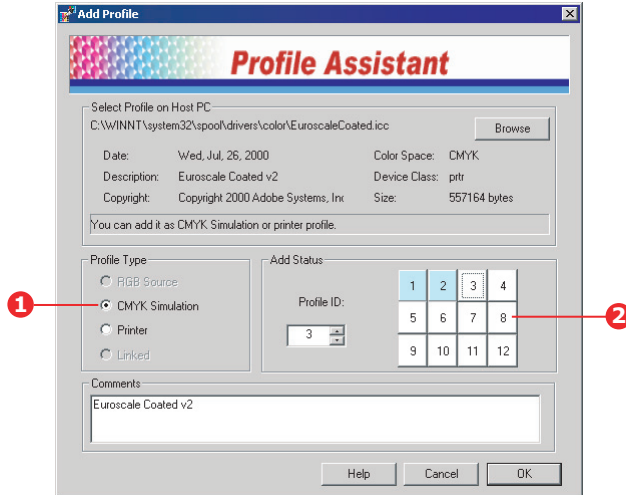 Add Profile
Profile Assistant
Select Profile on Host PC
C:\WINNT\system32\spool\drivers\color\EuroscaleCoated.icc
Browse
Date: Wed, Jul, 26, 2000 Color Space: CMYK
Description: Euroscale Coated v2 Device Class: prtr
Copyright: Copyright 2000 Adobe Systems, Inc Size: 557164 bytes
You can add it as CMYK Simulation or printer profile.
Profile Type
RGB Source
1 CMYK Simulation
Printer
Linked
Add Status
Profile ID:
3
1 2 3 4
5 6 7 8 2
9 10 11 12
Comments
Euroscale Coated v2
Help Cancel OK